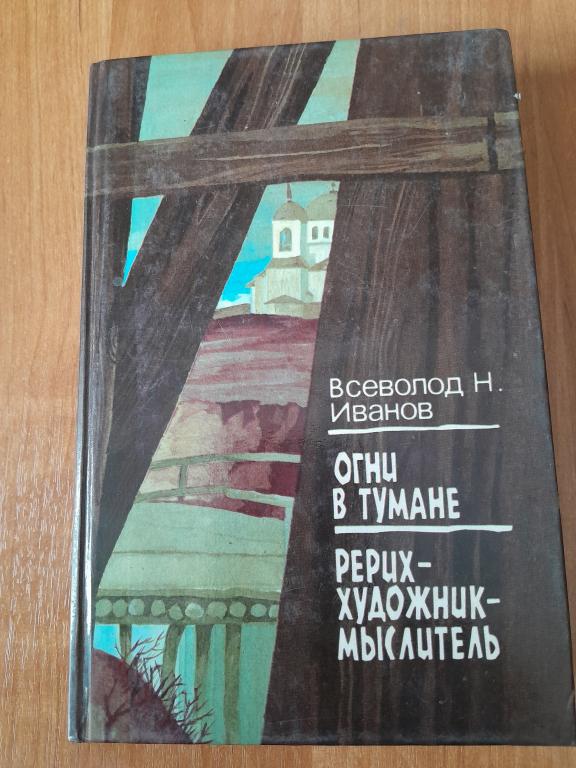 Всеволод Н.
Иванов
ОГНИ
В ТУМАНЕ
РЕРИХ-
ХУДОЖНИК-
МЫСЛИТЕЛЬ